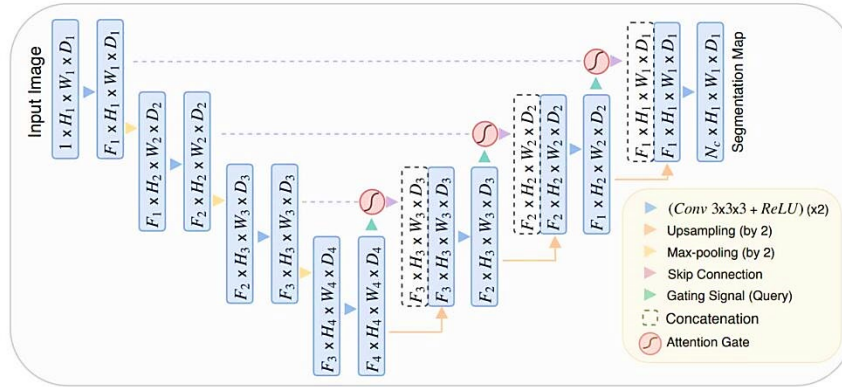 Input Image
1 x H₁ x W₁ x D₁
F₁ x H₁ x W₁ x D₁
F₁ x H₂ x W₂ x D₂
F₂ x H₂ x W₂ x D₂
F₂ x H₃ x W₃ x D₃
F₃ x H₃ x W₃ x D₃
F₃ x H₄ x W₄ x D₄
F₄ x H₄ x W₄ x D₄
F₃ x H₃ x W₃ x D₃
F₃ x H₃ x W₃ x D₃
F₂ x H₃ x W₃ x D₃
F₂ x H₂ x W₂ x D₂
F₂ x H₂ x W₂ x D₂
F₁ x H₂ x W₂ x D₂
F₁ x H₁ x W₁ x D₁
F₁ x H₁ x W₁ x D₁
N꜀ x H₁ x W₁ x D₁
Segmentation Map
(Conv 3x3x3 + ReLU) (x2)
Upsampling (by 2)
Max-pooling (by 2)
Skip Connection
Gating Signal (Query)
Concatenation
Attention Gate